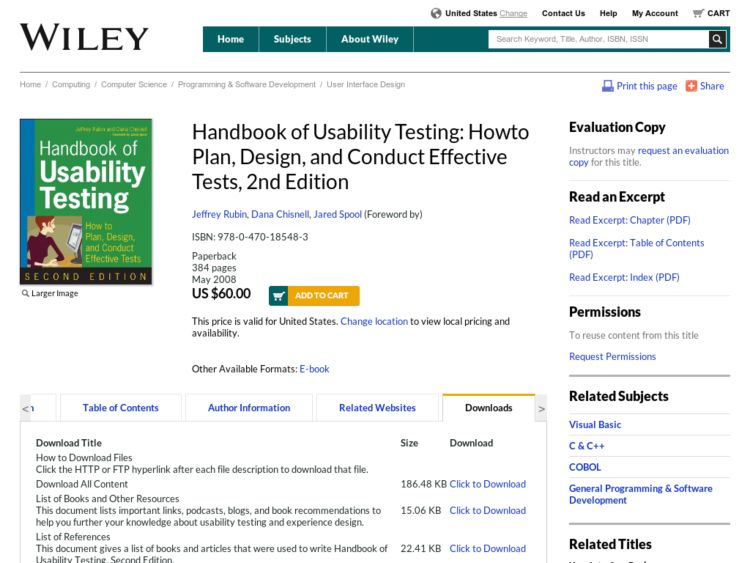 United States Change Contact Us Help My Account CART
WILEY
Home Subjects About Wiley Search Keyword, Title, Author, ISBN, ISSN
Home / Computing / Computer Science / Programming & Software Development / User Interface Design
Print this page Share
Jeffrey Rubin and Dana Chisnell
Handbook of
Usability
Testing
How to
Plan, Design,
and Conduct
Effective Tests
SECOND EDITION
Larger Image
Handbook of Usability Testing: Howto
Plan, Design, and Conduct Effective
Tests, 2nd Edition
Jeffrey Rubin, Dana Chisnell, Jared Spool (Foreword by)
ISBN: 978-0-470-18548-3
Paperback
384 pages
May 2008
US $60.00 ADD TO CART
This price is valid for United States. Change location to view local pricing and
availability.
Other Available Formats: E-book
Evaluation Copy
Instructors may request an evaluation
copy for this title.
Read an Excerpt
Read Excerpt: Chapter (PDF)
Read Excerpt: Table of Contents
(PDF)
Read Excerpt: Index (PDF)
Permissions
To reuse content from this title
Request Permissions
Related Subjects
Visual Basic
C & C++
COBOL
General Programming & Software
Development
Related Titles
< n Table of Contents Author Information Related Websites Downloads >
Download Title Size Download
How to Download Files
Click the HTTP or FTP hyperlink after each file description to download that file.
Download All Content 186.48 KB Click to Download
List of Books and Other Resources
This document lists important links, podcasts, blogs, and book recommendations to 15.06 KB Click to Download
help you further your knowledge about usability testing and experience design.
List of References
This document gives a list of books and articles that were used to write Handbook of 22.41 KB Click to Download
Usability Testing, Second Edition.